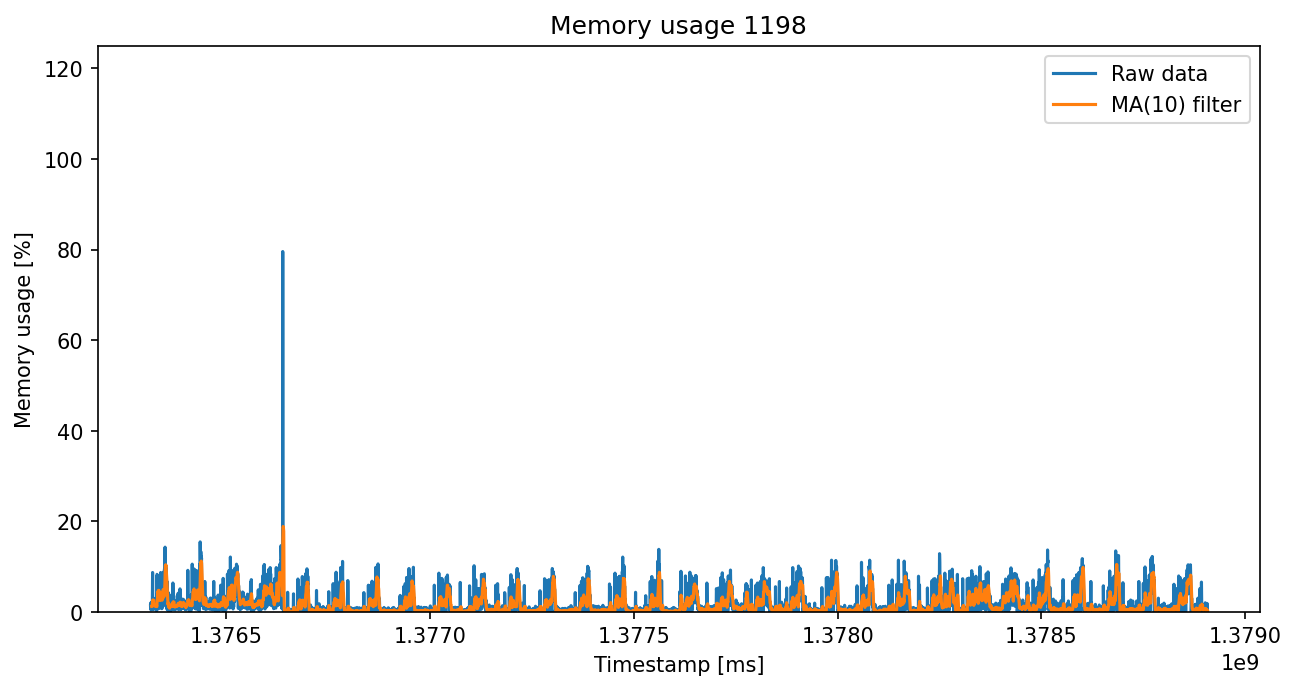 Memory usage 1198
Raw data
MA(10) filter
Memory usage [%]
120
100
80
60
40
20
0
1.3765 1.3770 1.3775 1.3780 1.3785 1.3790
1e9
Timestamp [ms]